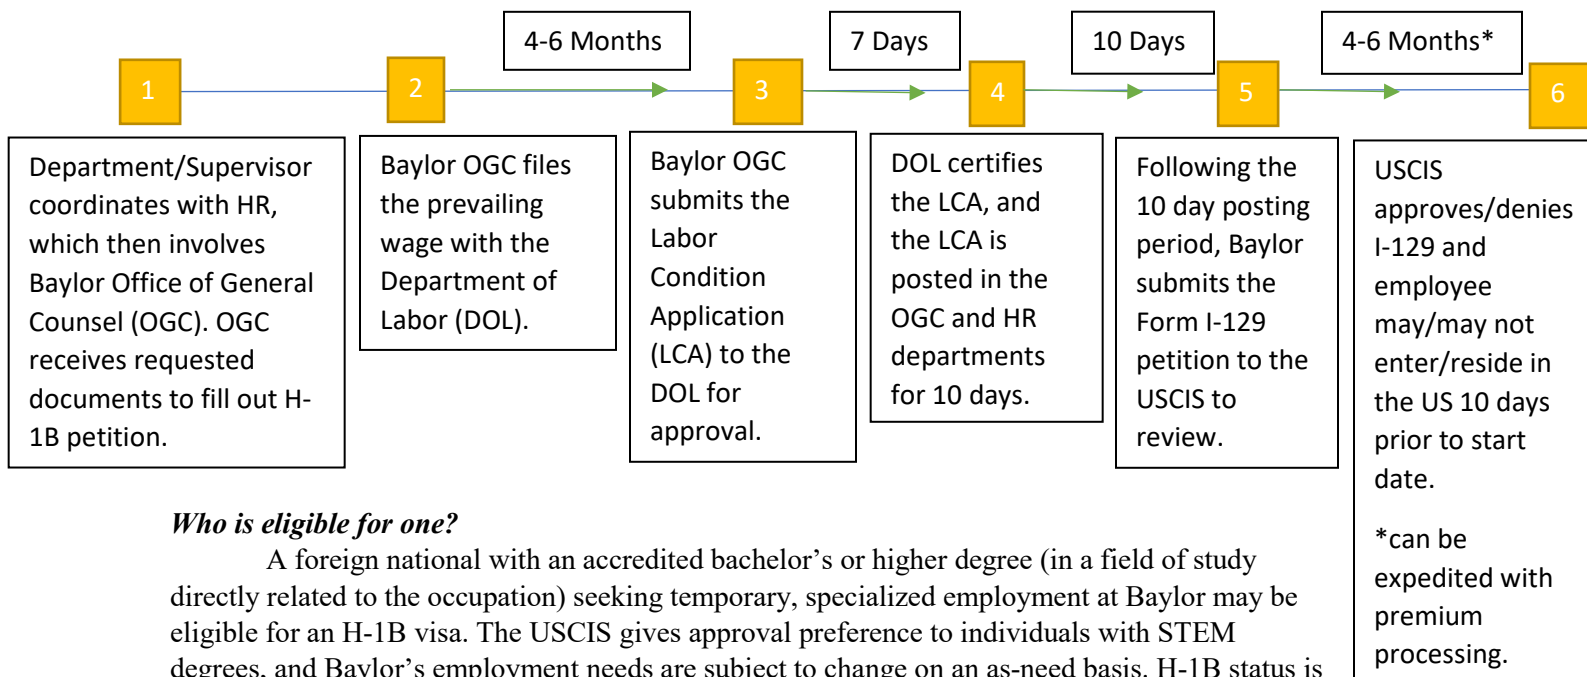 4-6 Months
7 Days
10 Days
4-6 Months*
1
2
3
4
5
6
Department/Supervisor
coordinates with HR,
which then involves
Baylor Office of General
Counsel (OGC). OGC
receives requested
documents to fill out H-
1B petition.
Baylor OGC files
the prevailing
wage with the
Department of
Labor (DOL).
Baylor OGC
submits the
Labor
Condition
Application
(LCA) to the
DOL for
approval.
DOL certifies
the LCA, and
the LCA is
posted in the
OGC and HR
departments
for 10 days.
Following the
10 day posting
period, Baylor
submits the
Form I-129
petition to the
USCIS to
review.
USCIS
approves/denies
I-129 and
employee
may/may not
enter/reside in
the US 10 days
prior to start
date.
*can be
expedited with
premium
processing.
Who is eligible for one?
A foreign national with an accredited bachelor’s or higher degree (in a field of study
directly related to the occupation) seeking temporary, specialized employment at Baylor may be
eligible for an H-1B visa. The USCIS gives approval preference to individuals with STEM
degrees, and Baylor’s employment needs are subject to change on an as-need basis. H-1B status is